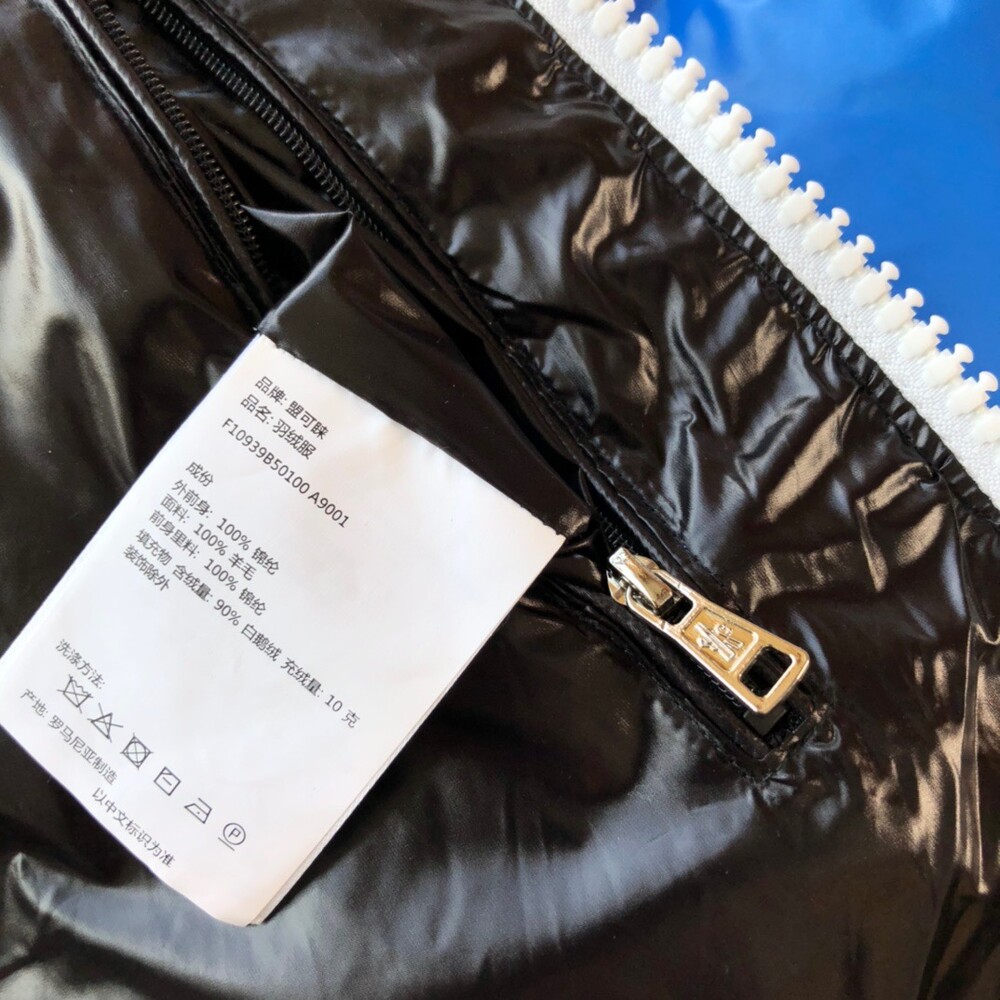 品牌: 盟可睐
品名: 羽绒服
F10939B50100 A9001
成份
外前身: 100% 锦纶
面料: 100% 羊毛
前身里料: 100% 锦纶
填充物 含绒量: 90% 白鹅绒 充绒量: 10 克
装饰除外
洗涤方法:
P
产地: 罗马尼亚制造
以中文标识为准